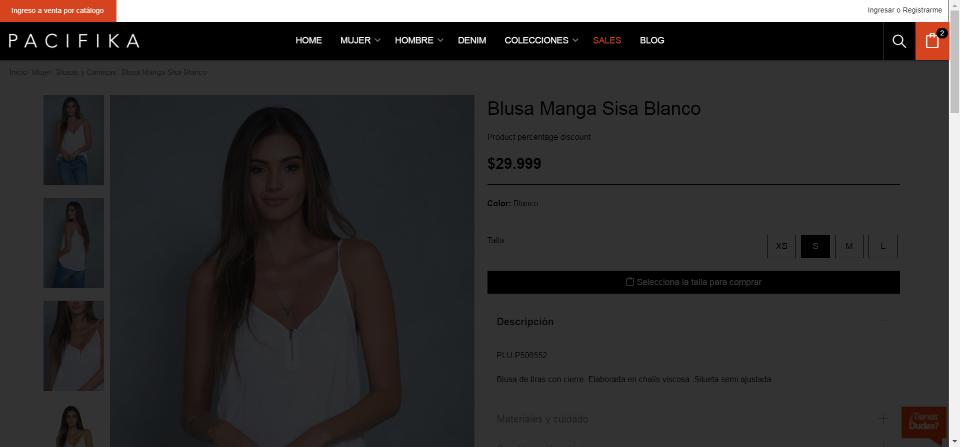 Ingreso a venta por catálogo
Ingresar o Registrarme
PACIFIKA
HOME MUJER HOMBRE DENIM COLECCIONES SALES BLOG
2
Inicio Mujer Blusas y Camisas Blusa Manga Sisa Blanco
Blusa Manga Sisa Blanco
Product percentage discount
$29.999
Color: Blanco
Talla
XS S M L
Selecciona la talla para comprar
Descripción
PLU:P508552
Blusa de tiras con cierre. Elaborada en chalis viscosa. Silueta semi ajustada
Materiales y cuidado
¿Tienes
Dudas?